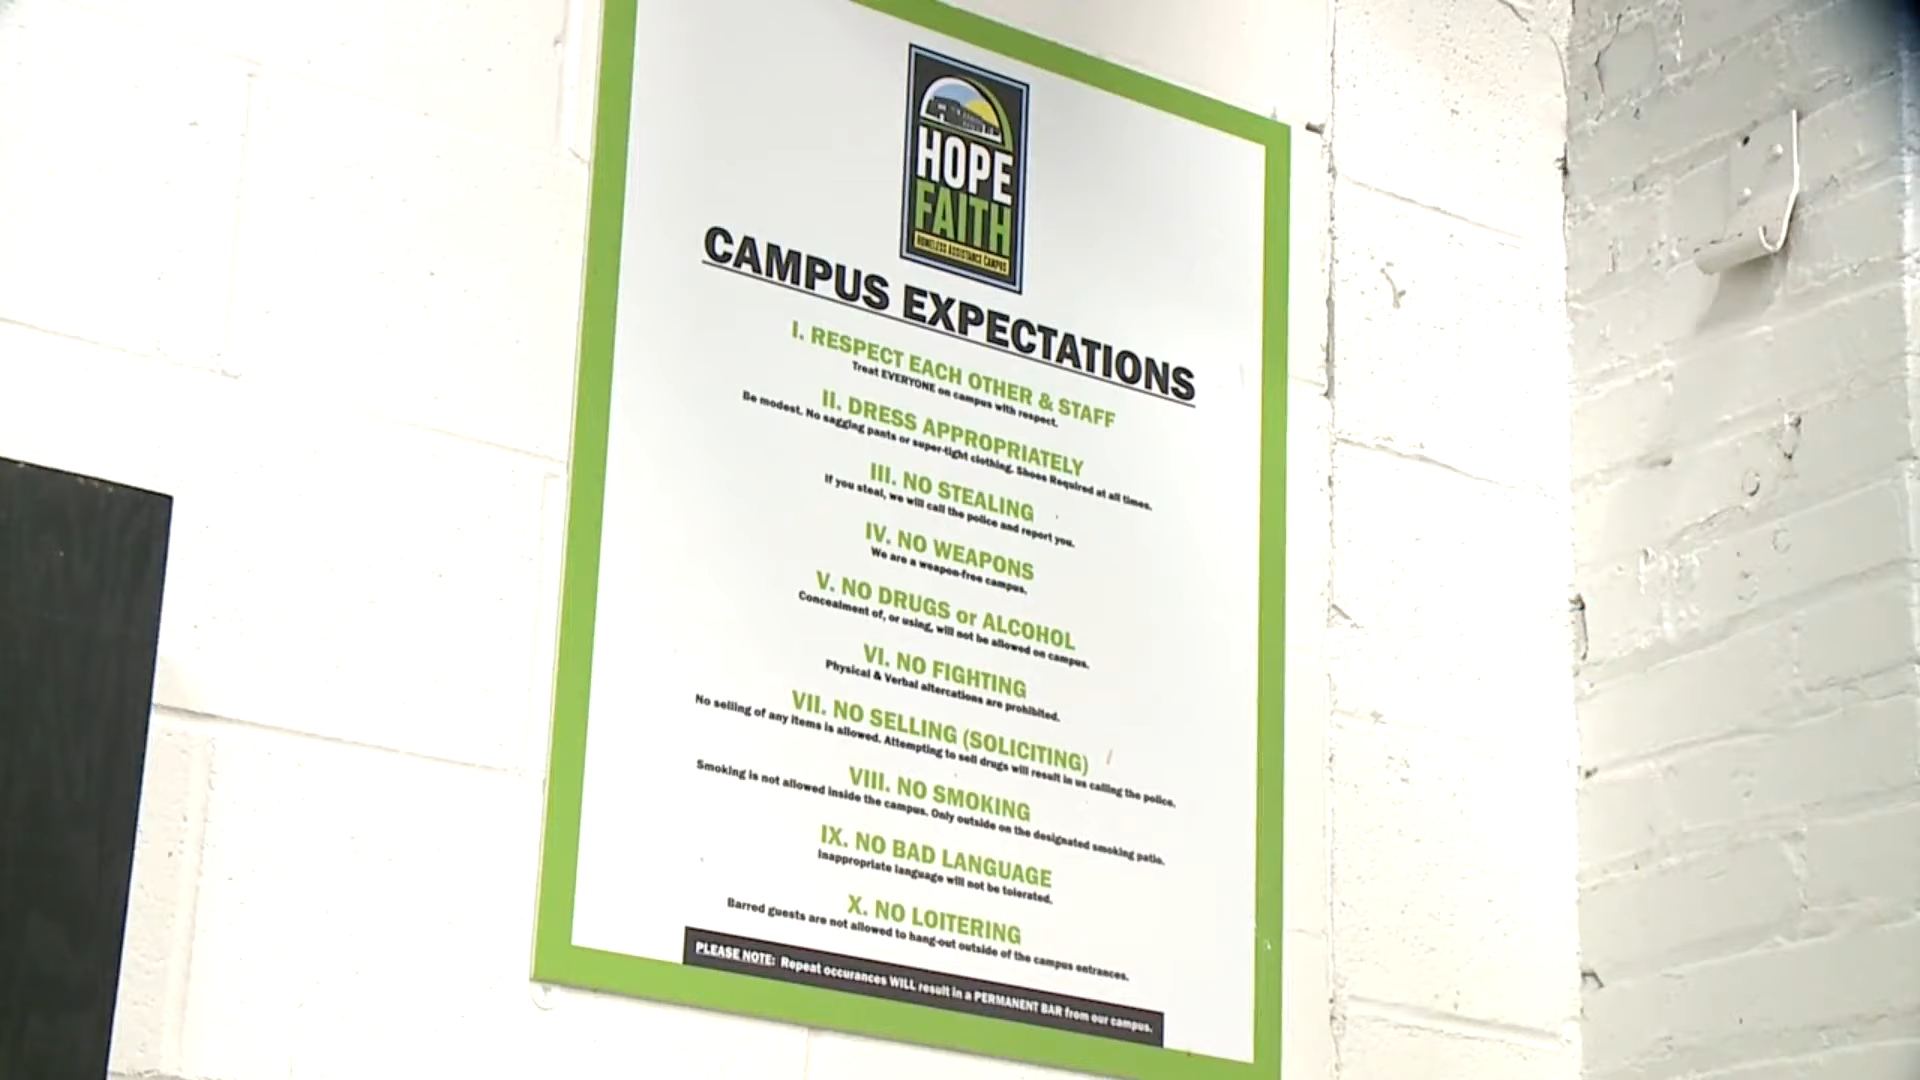 HOPE
FAITH
HOMELESS ASSISTANCE CAMPUS
CAMPUS EXPECTATIONS
I. RESPECT EACH OTHER & STAFF
Treat EVERYONE on campus with respect.
II. DRESS APPROPRIATELY
Be modest. No sagging pants or super-tight clothing. Shoes Required at all times.
III. NO STEALING
If you steal, we will call the police and report you.
IV. NO WEAPONS
We are a weapon-free campus.
V. NO DRUGS or ALCOHOL
Concealment of, or using, will not be allowed on campus.
VI. NO FIGHTING
Physical & Verbal altercations are prohibited.
VII. NO SELLING (SOLICITING)
No selling of any items is allowed. Attempting to sell drugs will result in us calling the police.
VIII. NO SMOKING
Smoking is not allowed inside the campus. Only outside on the designated smoking patio.
IX. NO BAD LANGUAGE
Inappropriate language will not be tolerated.
X. NO LOITERING
Barred guests are not allowed to hang-out outside of the campus entrances.
PLEASE NOTE: Repeat occurances WILL result in a PERMANENT BAR from our campus.